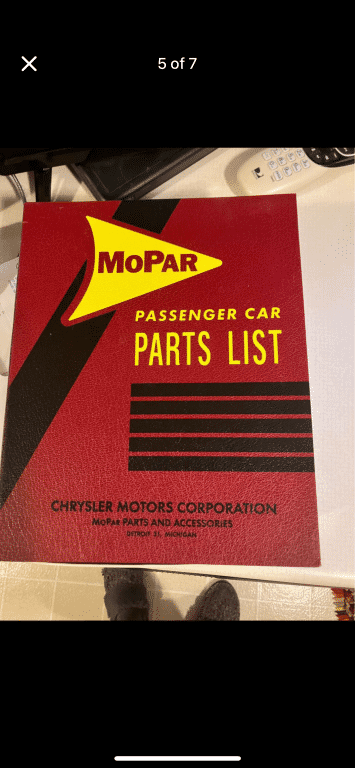 5 of 7
MOPAR
PASSENGER CAR
PARTS LIST
CHRYSLER MOTORS CORPORATION
MOPAR PARTS AND ACCESSORIES
DETROIT 31, MICHIGAN